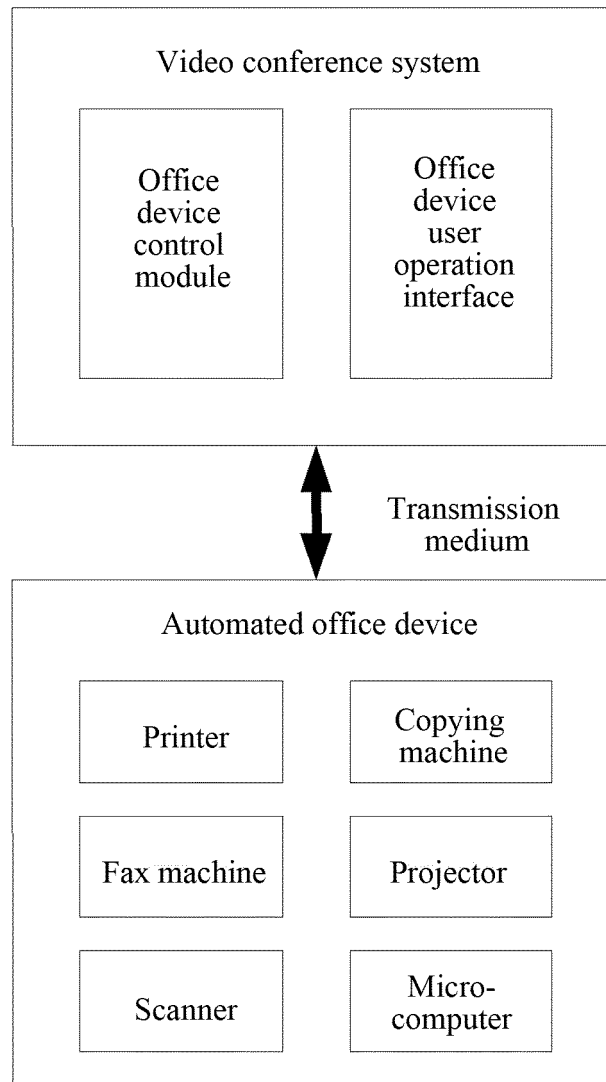 Video conference system
Office
device
control
module
Office
device
user
operation
interface
Transmission
medium
Automated office device
Printer
Copying
machine
Fax machine
Projector
Scanner
Micro-
computer